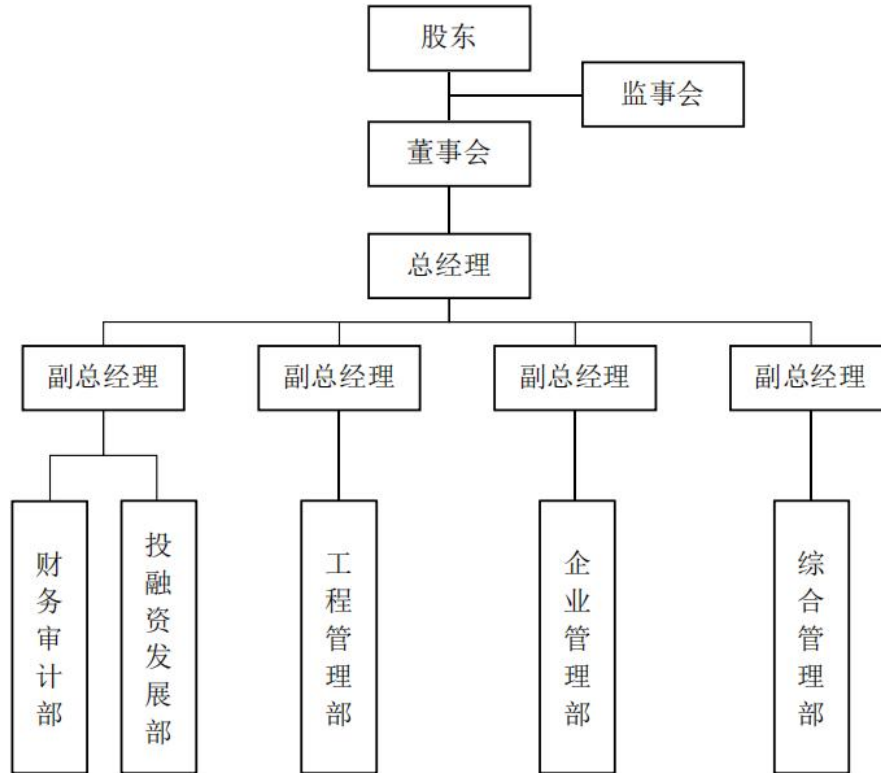 股东
监事会
董事会
总经理
副总经理
副总经理
副总经理
副总经理
财务审计部
投融资发展部
工程管理部
企业管理部
综合管理部